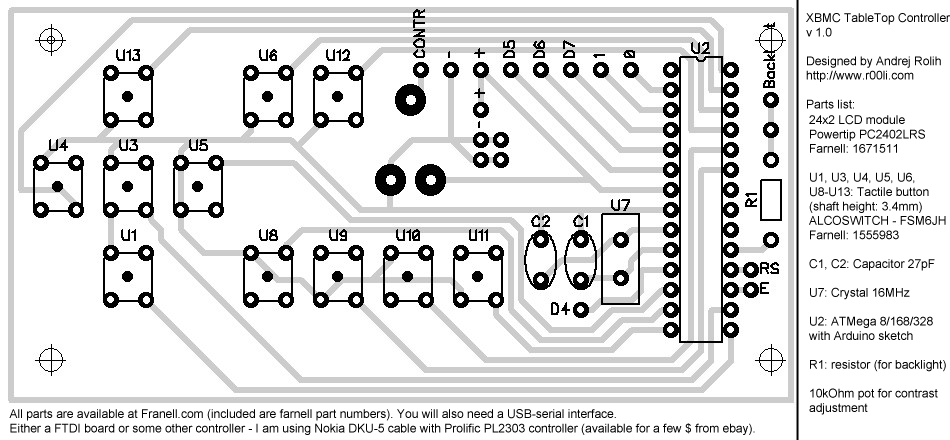 CONTR
-
+
D5
D6
D7
1
0
U2
U13
U6
U12
+
-
U4
U3
U5
R1
C2
C1
U7
U1
U8
U9
U10
U11
D4
RS
E
XBMC TableTop Controller
v 1.0
Designed by Andrej Rolih
http://www.r00li.com
Parts list:
24x2 LCD module
Powertip PC2402LRS
Farnell: 1671511
U1, U3, U4, U5, U6,
U8-U13: Tactile button
(shaft height: 3.4mm)
ALCOSWITCH - FSM6JH
Farnell: 1555983
C1, C2: Capacitor 27pF
U7: Crystal 16MHz
U2: ATMega 8/168/328
with Arduino sketch
R1: resistor (for backlight)
10kOhm pot for contrast
adjustment
All parts are available at Franell.com (included are farnell part numbers). You will also need a USB-serial interface.
Either a FTDI board or some other controller - I am using Nokia DKU-5 cable with Prolific PL2303 controller (available for a few $ from ebay).